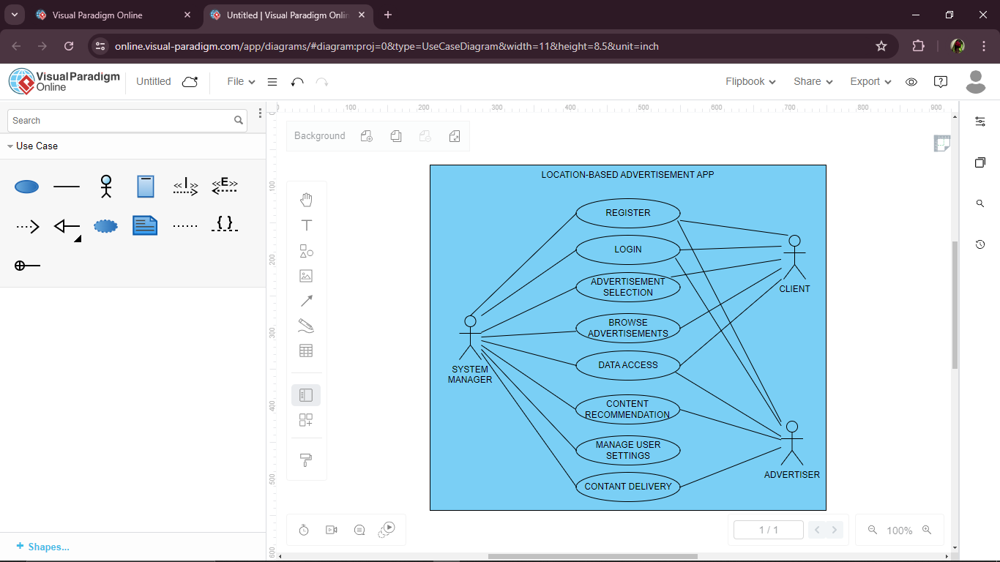 Visual Paradigm Online
Untitled | Visual Paradigm Onlin
online.visual-paradigm.com/app/diagrams/#diagram:proj=0&type=UseCaseDiagram&width=11&height=8.5&unit=inch
Visual Paradigm
Online
Untitled
File
Flipbook
Share
Export
Search
Use Case
<<I>>
<<E>>
{ }
Shapes...
Background
0 100 200 300 400 500 600 700 800 900
0
100
200
300
400
500
600
T
LOCATION-BASED ADVERTISEMENT APP
REGISTER
LOGIN
ADVERTISEMENT
SELECTION
BROWSE
ADVERTISEMENTS
DATA ACCESS
CONTENT
RECOMMENDATION
MANAGE USER
SETTINGS
CONTANT DELIVERY
SYSTEM
MANAGER
CLIENT
ADVERTISER
1 / 1
100%